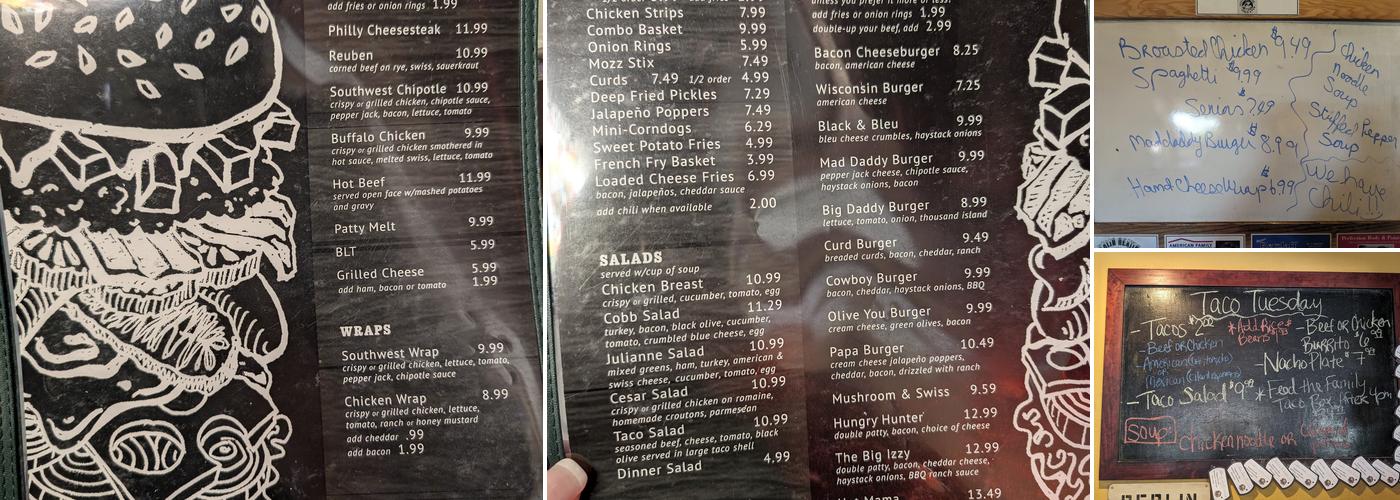 add fries or onion rings 1.99
Philly Cheesesteak 11.99
Reuben 10.99
corned beef on rye, swiss, sauerkraut
Southwest Chipotle 10.99
crispy or grilled chicken, chipotle sauce,
pepper jack, bacon, lettuce, tomato
Buffalo Chicken 9.99
crispy or grilled chicken smothered in
hot sauce, melted swiss, lettuce, tomato
Hot Beef 11.99
served open face w/mashed potatoes
and gravy
Patty Melt 9.99
BLT 5.99
Grilled Cheese 5.99
add ham, bacon or tomato 1.99
WRAPS
Southwest Wrap 9.99
crispy or grilled chicken, lettuce, tomato,
pepper jack, chipotle sauce
Chicken Wrap 8.99
crispy or grilled chicken, lettuce,
tomato, ranch or honey mustard
add cheddar .99
add bacon 1.99
Chicken Strips 7.99
Combo Basket 9.99
Onion Rings 5.99
Mozz Stix 7.49
Curds 7.49 1/2 order 4.99
Deep Fried Pickles 7.29
Jalapeño Poppers 7.49
Mini-Corndogs 6.29
Sweet Potato Fries 4.99
French Fry Basket 3.99
Loaded Cheese Fries 6.99
bacon, jalapeños, cheddar sauce
add chili when available 2.00
SALADS
served w/cup of soup
Chicken Breast 10.99
crispy or grilled, cucumber, tomato, egg
Cobb Salad 11.29
turkey, bacon, black olive, cucumber,
tomato, crumbled blue cheese, egg
Julianne Salad 10.99
mixed greens, ham, turkey, american &
swiss cheese, cucumber, tomato, egg
Cesar Salad 10.99
crispy or grilled chicken on romaine,
homemade croutons, parmesan
Taco Salad 10.99
seasoned beef, cheese, tomato, black
olive served in large taco shell
Dinner Salad 4.99
unless you prefer it more or less!
add fries or onion rings 1.99
double-up your beef, add 2.99
Bacon Cheeseburger 8.25
bacon, american cheese
Wisconsin Burger 7.25
american cheese
Black & Bleu 9.99
bleu cheese crumbles, haystack onions
Mad Daddy Burger 9.99
pepper jack cheese, chipotle sauce,
haystack onions, bacon
Big Daddy Burger 8.99
lettuce, tomato, onion, thousand island
Curd Burger 9.49
breaded curds, bacon, cheddar, ranch
Cowboy Burger 9.99
bacon, cheddar, haystack onions, BBQ
Olive You Burger 9.99
cream cheese, green olives, bacon
Papa Burger 10.49
cream cheese jalapeño poppers,
cheddar, bacon, drizzled with ranch
Mushroom & Swiss 9.59
Hungry Hunter 12.99
double patty, bacon, choice of cheese
The Big Izzy 12.99
double patty, bacon, cheddar cheese,
haystack onions, BBQ ranch sauce
Hot Mama 13.49
Broasted Chicken $9.49
Spaghetti $9.99
Senior 7.99
Maddaddy Burger $8.99
Ham+Cheese Wrap $6.99
Chicken
Noodle
Soup
Stuffed Pepper
Soup
We have
Chili!!
AMERICAN FAMILY
Taco Tuesday
-Tacos $2.00
-Beef OR Chicken
-Taco Salad $9.99
*Add Rice &
Beans
-Beef OR Chicken
Burrito
-Nacho Plate
*Feed the Family
Taco Box
Soup
Chicken noodle OR
BERLIN